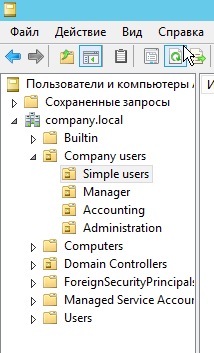 Файл Действие Вид Справка
Пользователи и компьютеры
Сохраненные запросы
company.local
Builtin
Company users
Simple users
Manager
Accounting
Administration
Computers
Domain Controllers
ForeignSecurityPrincipals
Managed Service Accou
Users